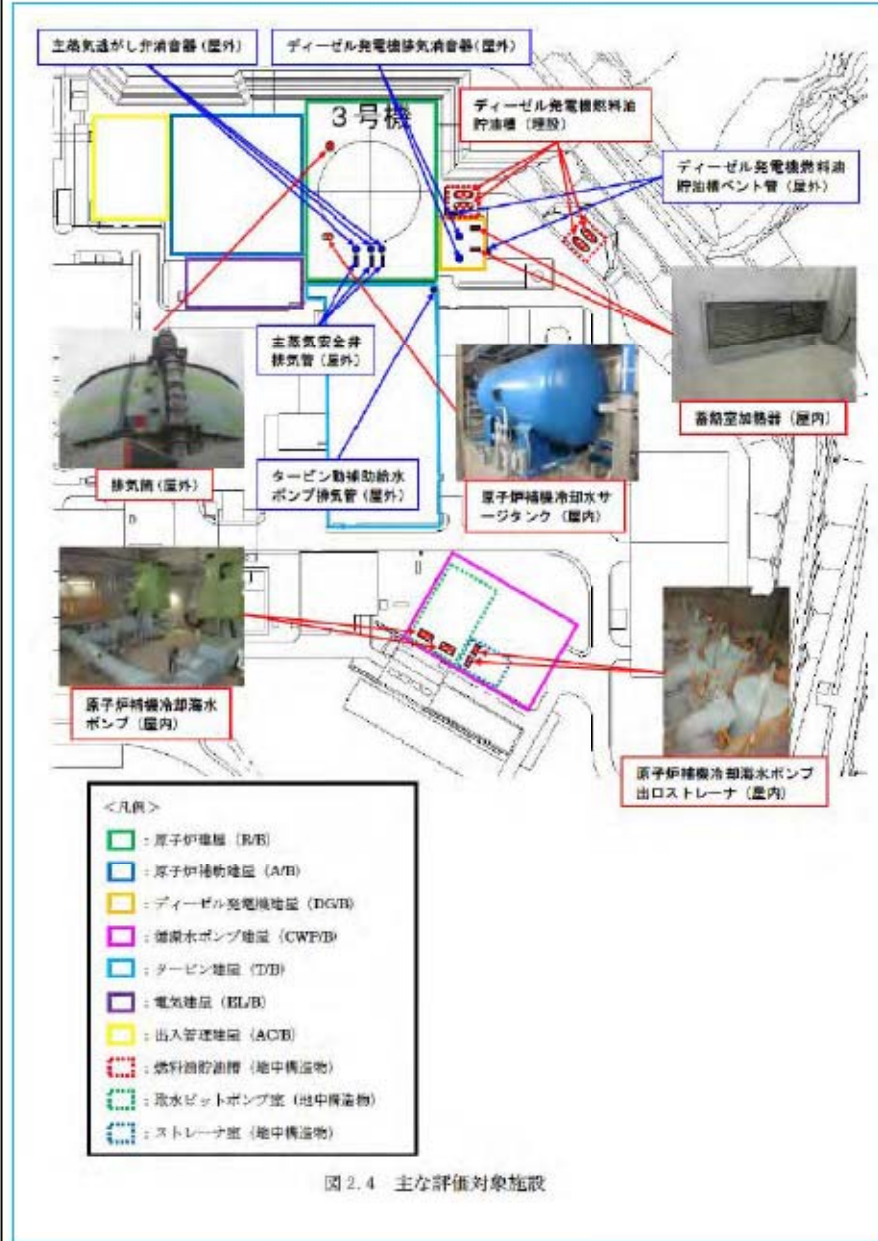 主蒸気逃がし弁消音器(屋外)
ディーゼル発電機排気消音器(屋外)
3号機
ディーゼル発電機燃料油
貯油槽(埋設)
ディーゼル発電機燃料油
貯油槽ベント管(屋外)
主蒸気安全弁
排気管(屋外)
蓄熱室加熱器(屋内)
排気筒(屋外)
タービン動補助給水
ポンプ排気管(屋外)
原子炉補機冷却水サ
ージタンク(屋内)
原子炉補機冷却海水
ポンプ(屋内)
原子炉補機冷却海水ポンプ
出口ストレーナ(屋内)
<凡例>
:原子炉建屋 (R/B)
:原子炉補助建屋 (A/B)
:ディーゼル発電機建屋 (DG/B)
:循環水ポンプ建屋 (CWP/B)
:タービン建屋 (T/B)
:電気建屋 (EL/B)
:出入管理建屋 (AC/B)
:燃料油貯油槽 (地中構造物)
:取水ピットポンプ室 (地中構造物)
:ストレーナ室 (地中構造物)
図2.4 主な評価対象施設